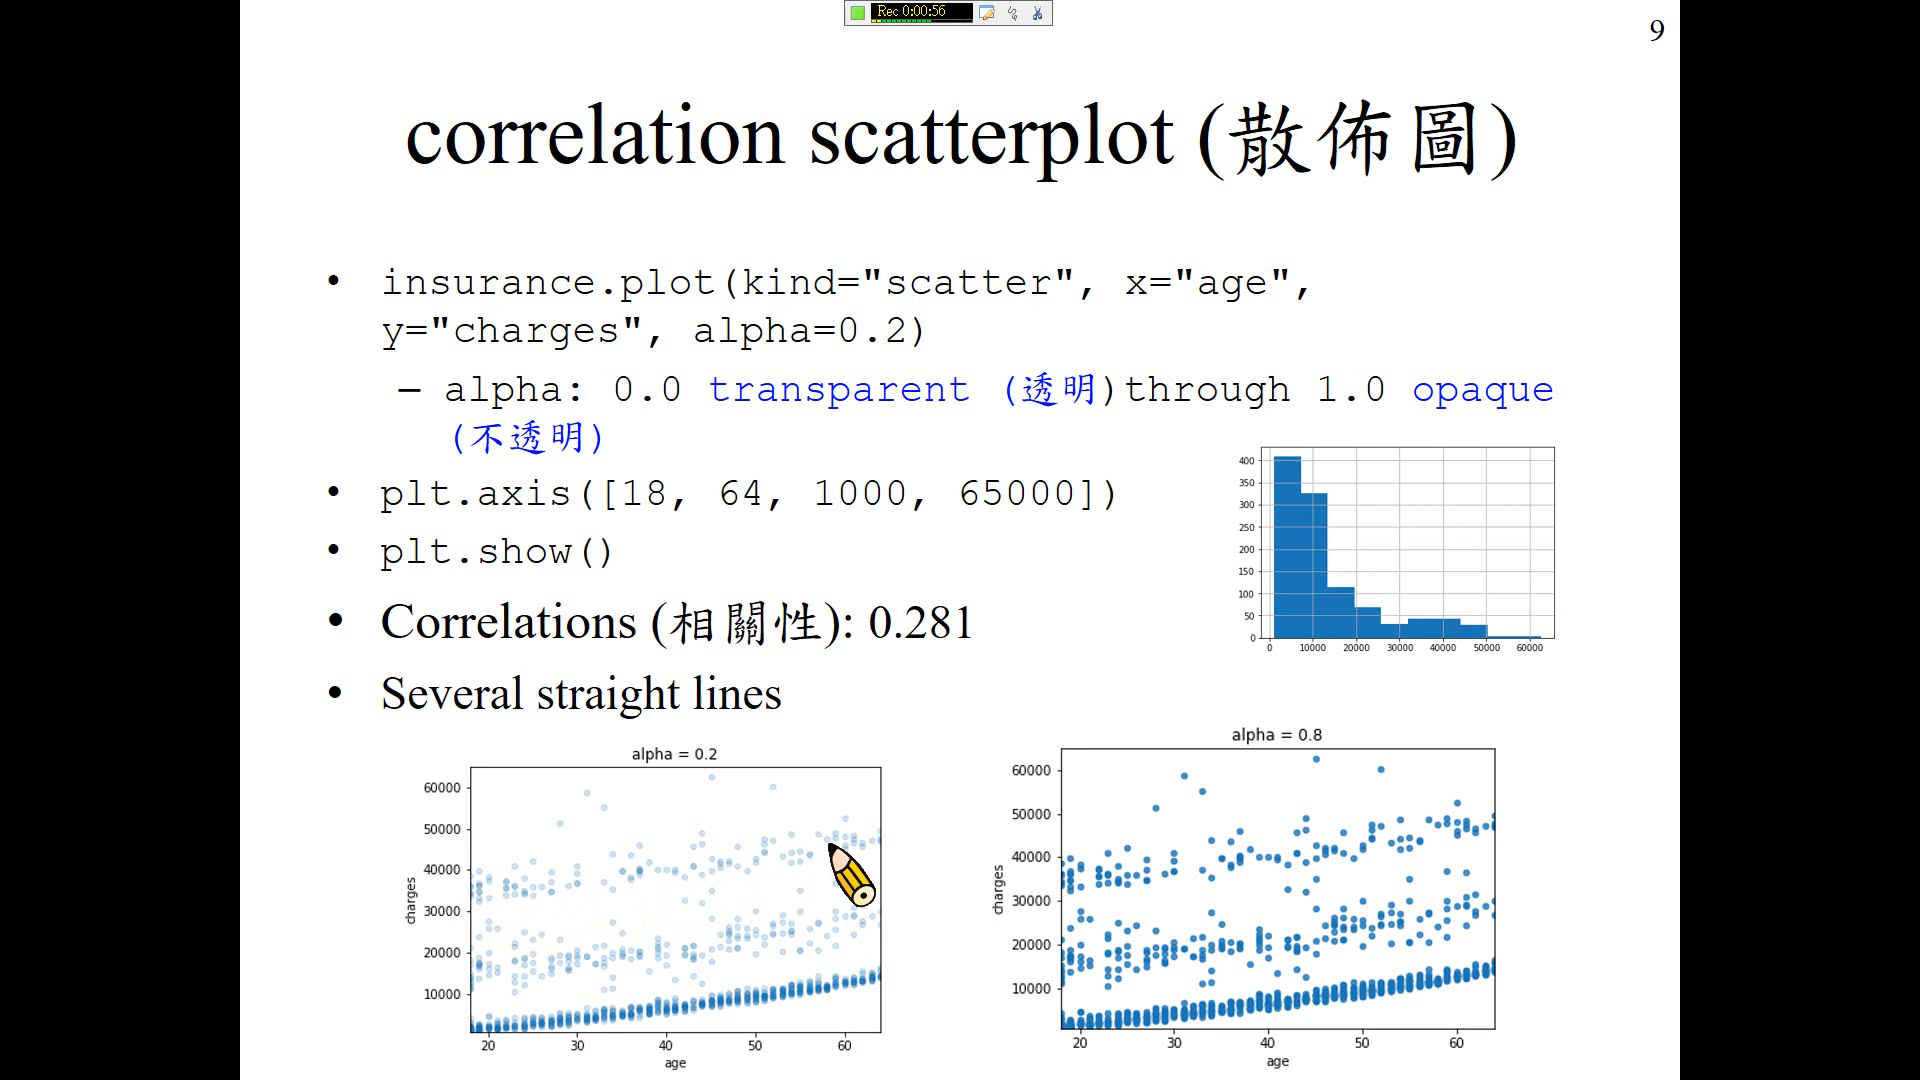 Rec 0:00:56
9
correlation scatterplot (散佈圖)
• insurance.plot(kind="scatter", x="age",
y="charges", alpha=0.2)
– alpha: 0.0 transparent (透明)through 1.0 opaque
(不透明)
• plt.axis([18, 64, 1000, 65000])
• plt.show()
• Correlations (相關性): 0.281
• Several straight lines
400
350
300
250
200
150
100
50
0
0 10000 20000 30000 40000 50000 60000
alpha = 0.2
60000
50000
40000
30000
20000
10000
charges
20 30 40 50 60
age
alpha = 0.8
60000
50000
40000
30000
20000
10000
charges
20 30 40 50 60
age